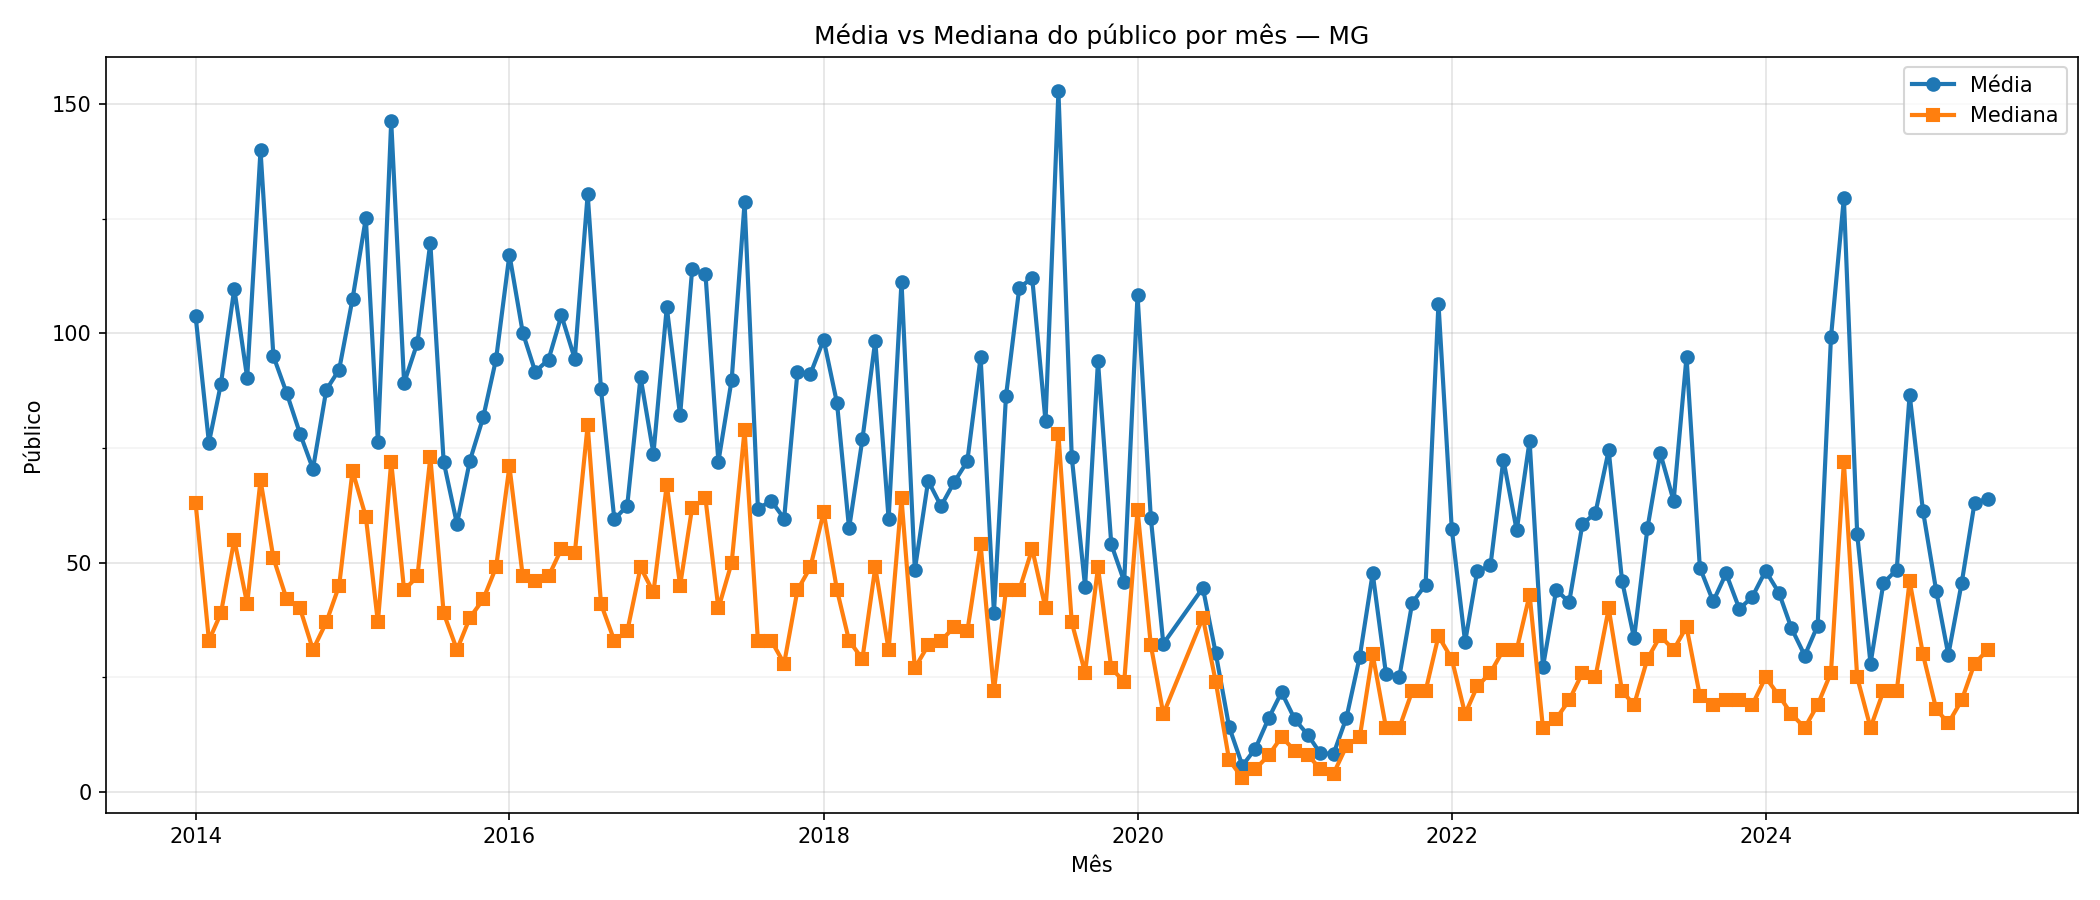 Média vs Mediana do público por mês — MG
Média
Mediana
Público
150
100
50
0
2014 2016 2018 2020 2022 2024
Mês